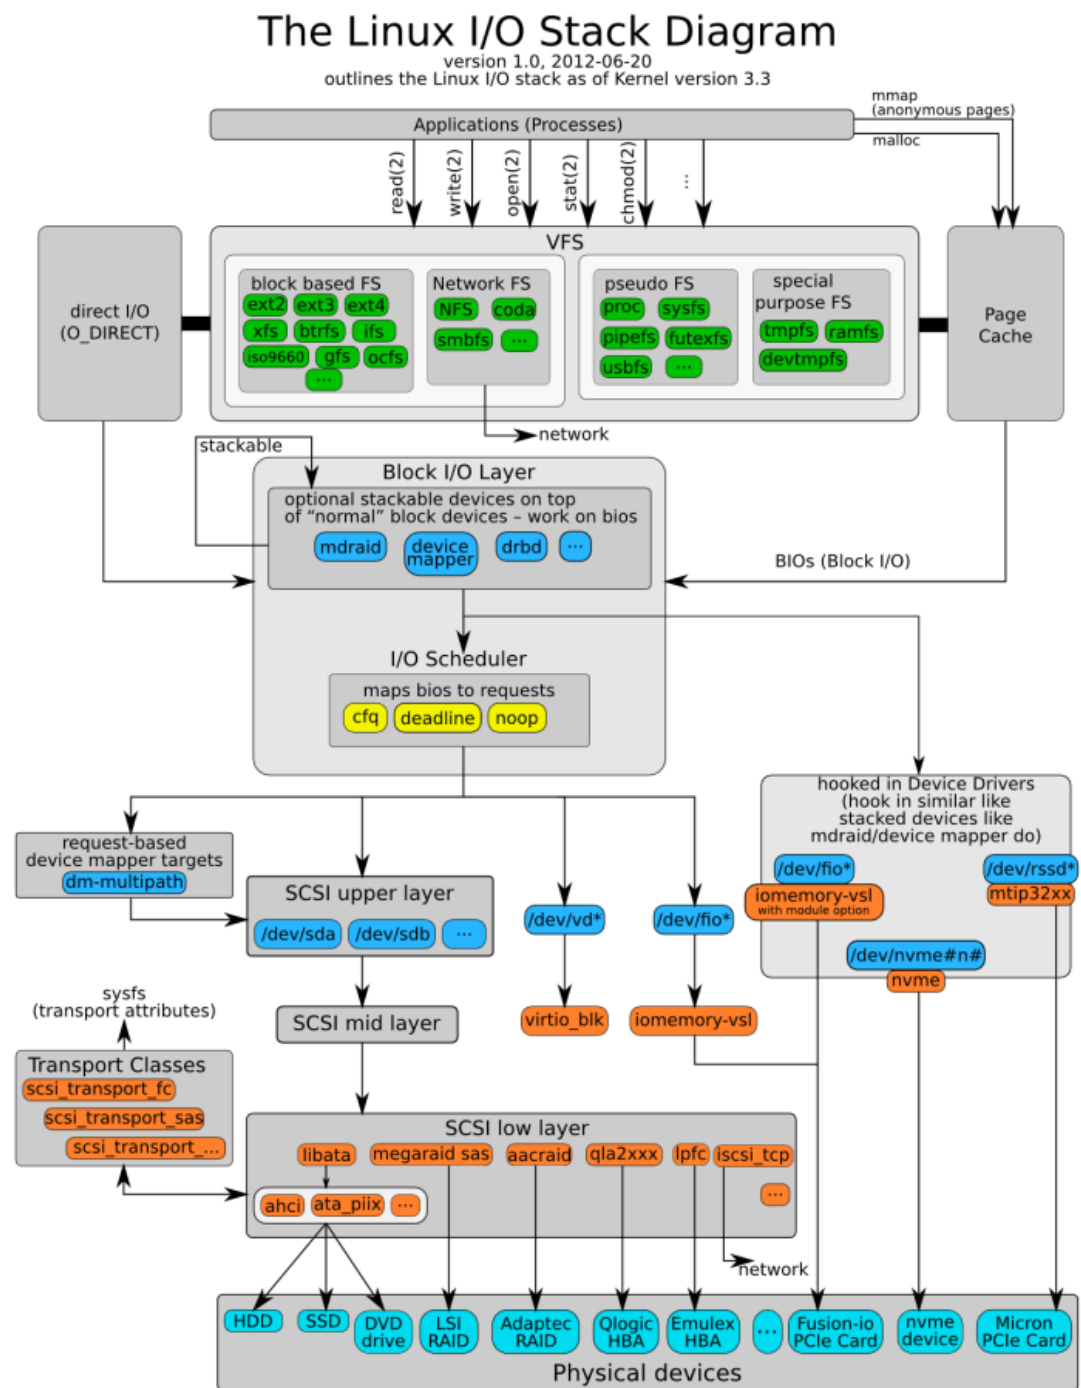 The Linux I/O Stack Diagram
version 1.0, 2012-06-20
outlines the Linux I/O stack as of Kernel version 3.3
mmap
(anonymous pages)
malloc
Applications (Processes)
read(2)
write(2)
open(2)
stat(2)
chmod(2)
...
VFS
direct I/O
(O_DIRECT)
block based FS
ext2 ext3 ext4
xfs btrfs ifs
iso9660 gfs ocfs
...
Network FS
NFS coda
smbfs ...
pseudo FS
proc sysfs
pipefs futexfs
usbfs ...
special
purpose FS
tmpfs ramfs
devtmpfs
Page
Cache
network
stackable
Block I/O Layer
optional stackable devices on top
of “normal” block devices – work on bios
mdraid device mapper drbd ...
BIOs (Block I/O)
I/O Scheduler
maps bios to requests
cfq deadline noop
hooked in Device Drivers
(hook in similar like
stacked devices like
mdraid/device mapper do)
/dev/fio*
iomemory-vsl
with module option
/dev/rssd*
mtip32xx
/dev/nvme#n#
nvme
request-based
device mapper targets
dm-multipath
SCSI upper layer
/dev/sda /dev/sdb ...
/dev/vd*
/dev/fio*
sysfs
(transport attributes)
SCSI mid layer
virtio_blk
iomemory-vsl
Transport Classes
scsi_transport_fc
scsi_transport_sas
scsi_transport_...
SCSI low layer
libata megaraid sas aacraid qla2xxx lpfc iscsi_tcp
...
ahci ata_piix ...
network
HDD
SSD
DVD
drive
LSI
RAID
Adaptec
RAID
Qlogic
HBA
Emulex
HBA
...
Fusion-io
PCIe Card
nvme
device
Micron
PCIe Card
Physical devices